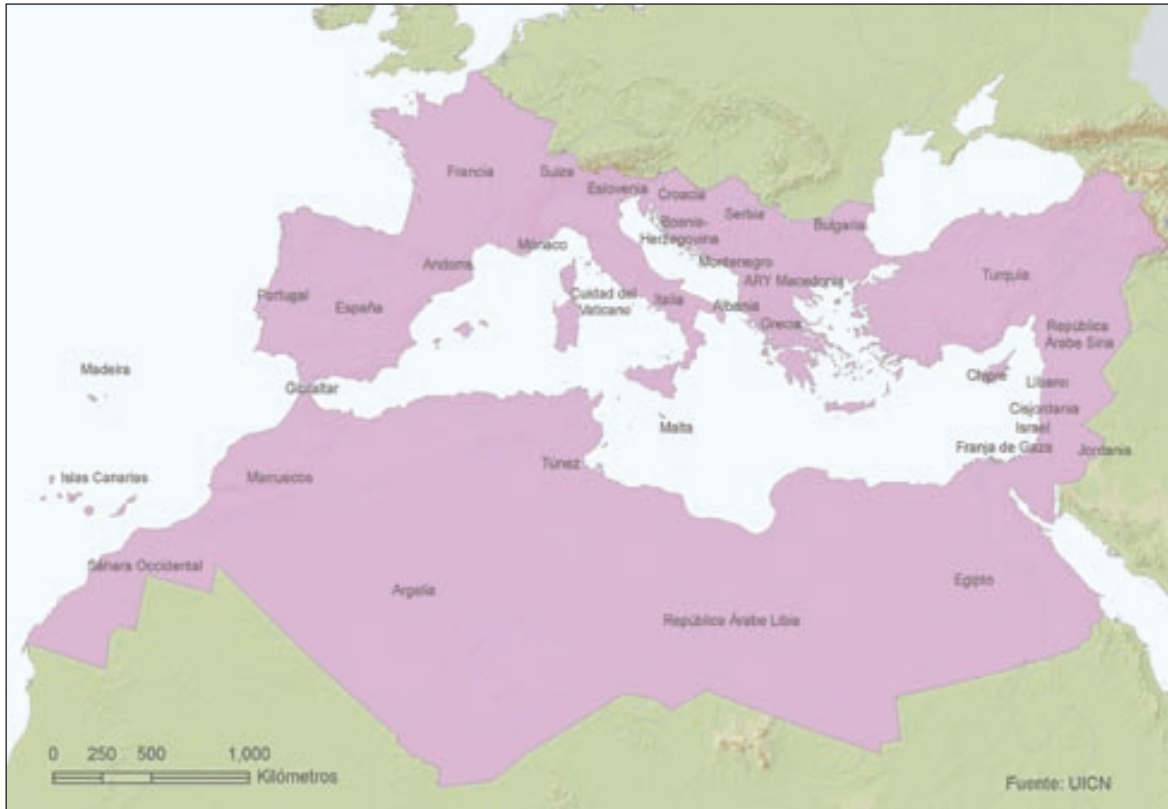 Francia
Suiza
Eslovenia
Croacia
Serbia
Bosnia-
Herzegovina
Bulgaria
Mónaco
Andorra
Montenegro
ARY Macedonia
Turquía
Portugal
España
Cuidad del
Vaticano
Italia
Albania
Grecia
República
Árabe Siria
Madeira
Gibraltar
Chipre
Líbano
Cisjordania
Israel
Malta
Franja de Gaza
Jordania
Islas Canarias
Marruecos
Túnez
Sáhara Occidental
Argelia
Egipto
República Árabe Libia
0 250 500 1,000
Kilómetros
Fuente: UICN